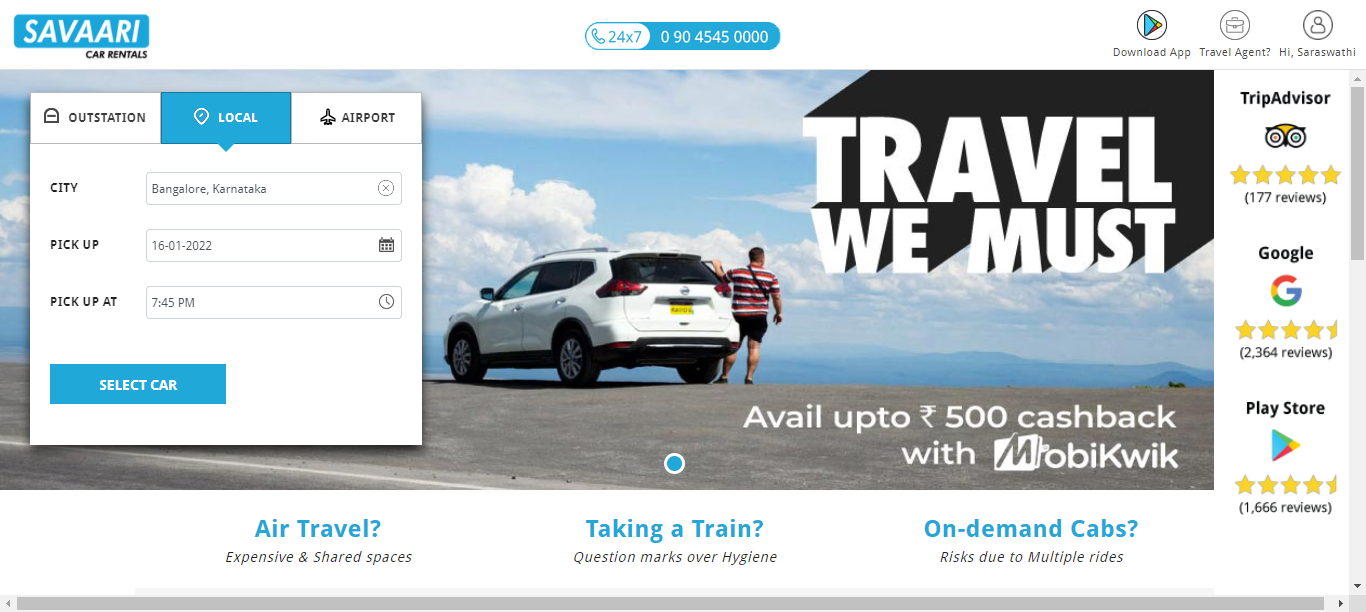 SAVAARI
CAR RENTALS
24x7 0 90 4545 0000
Download App
Travel Agent?
Hi, Saraswathi
OUTSTATION
LOCAL
AIRPORT
CITY
Bangalore, Karnataka
PICK UP
16-01-2022
PICK UP AT
7:45 PM
SELECT CAR
TRAVEL
WE MUST
Avail upto ₹ 500 cashback
with MobiKwik
TripAdvisor
(177 reviews)
Google
(2,364 reviews)
Play Store
(1,666 reviews)
Air Travel?
Expensive & Shared spaces
Taking a Train?
Question marks over Hygiene
On-demand Cabs?
Risks due to Multiple rides